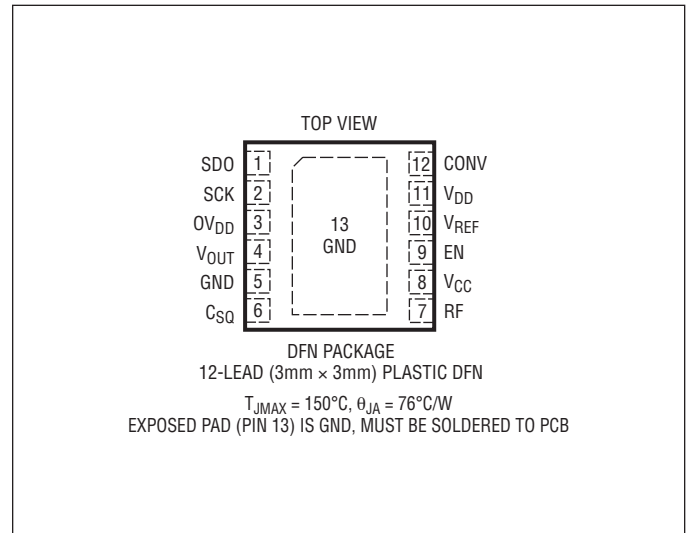 TOP VIEW
SDO 1
SCK 2
OVDD 3
VOUT 4
GND 5
CSQ 6
13
GND
12 CONV
11 VDD
10 VREF
9 EN
8 VCC
7 RF
DFN PACKAGE
12-LEAD (3mm × 3mm) PLASTIC DFN
TJMAX = 150°C, θJA = 76°C/W
EXPOSED PAD (PIN 13) IS GND, MUST BE SOLDERED TO PCB